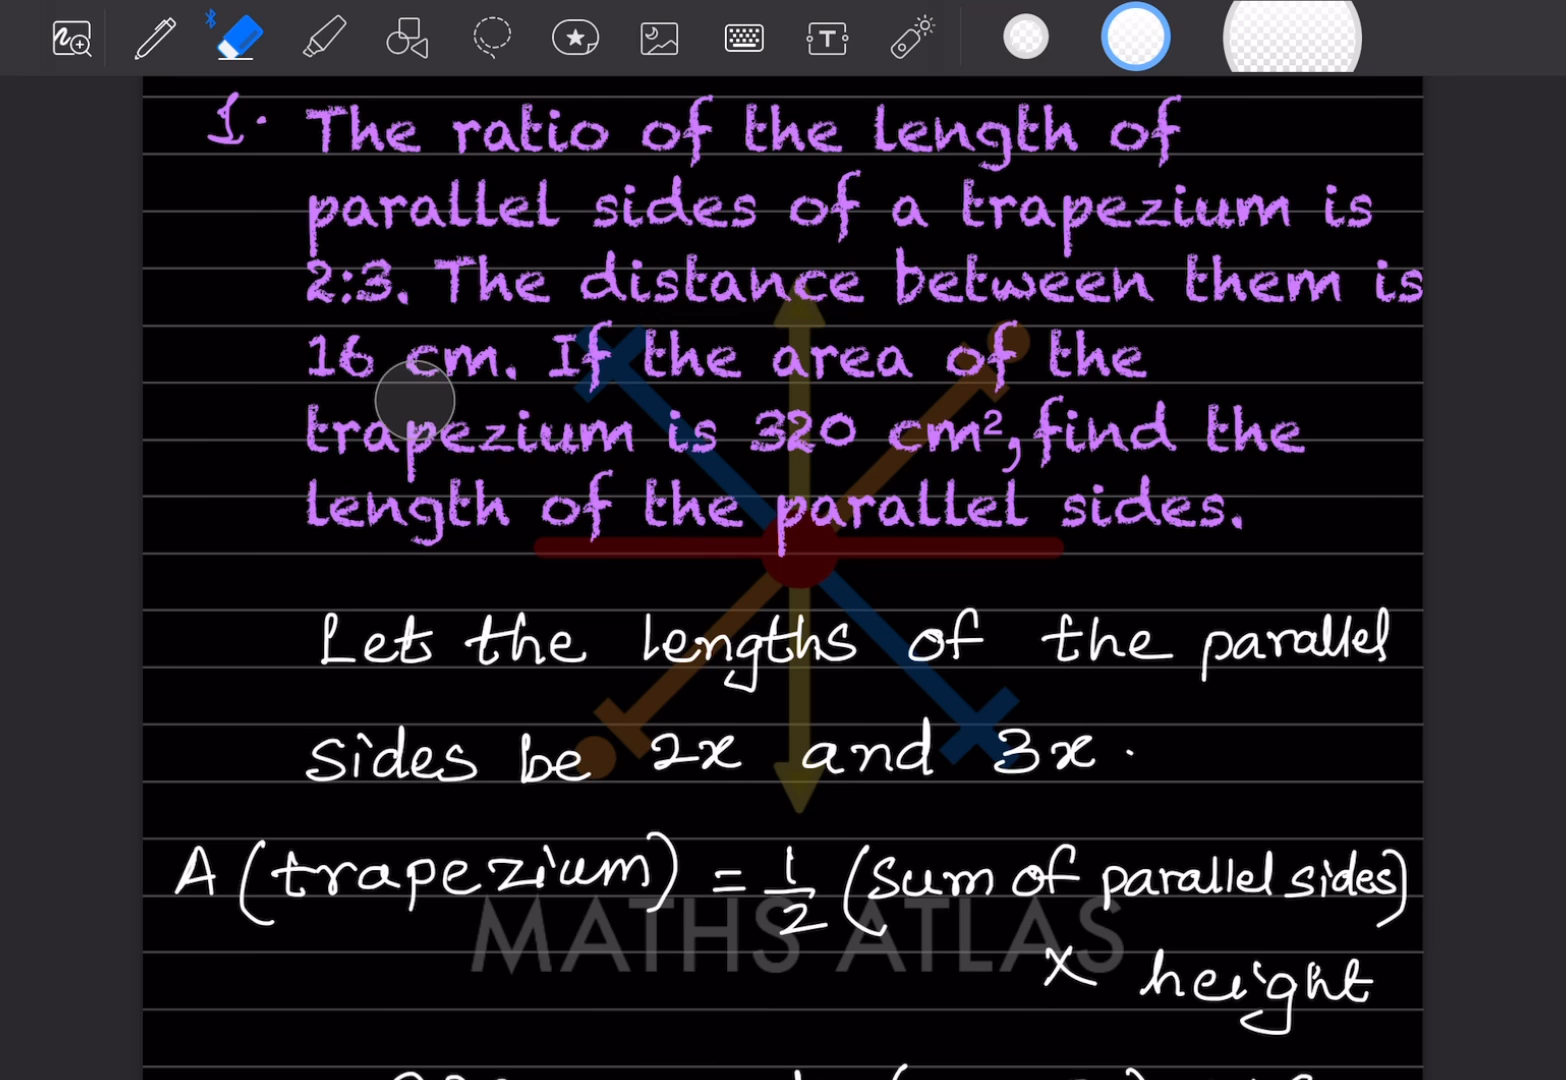 1. The ratio of the length of
parallel sides of a trapezium is
2:3. The distance between them is
16 cm. If the area of the
trapezium is 320 cm², find the
length of the parallel sides.
Let the lengths of the parallel
sides be 2x and 3x.
A (trapezium) = 1/2 (sum of parallel sides)
MATHS ATLAS
× height